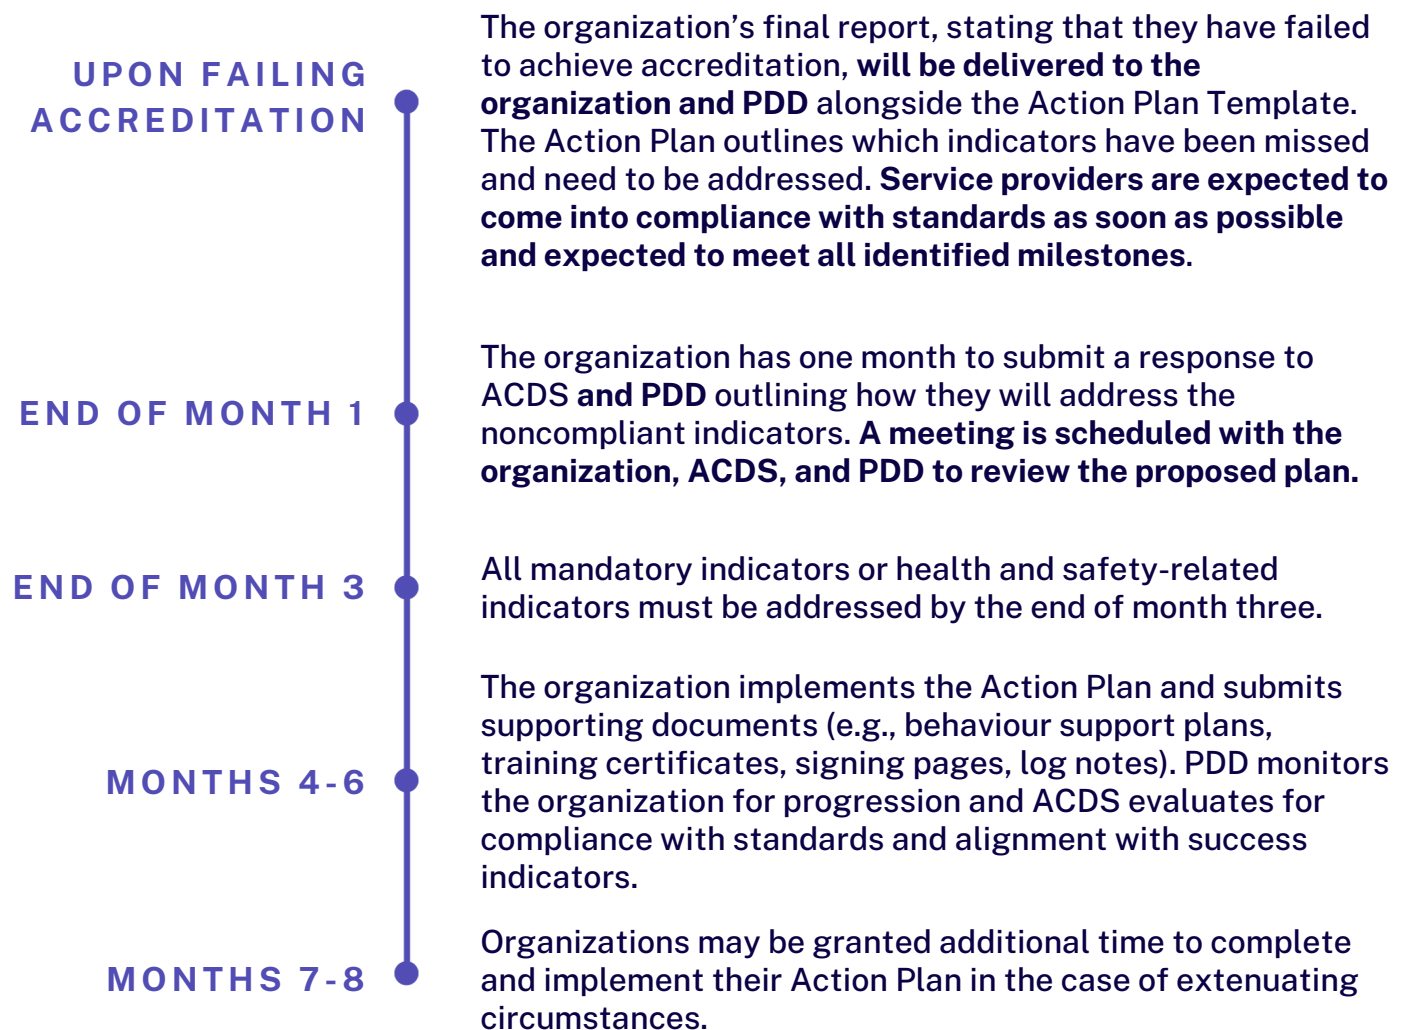 UPON FAILING
ACCREDITATION
The organization’s final report, stating that they have failed
to achieve accreditation, will be delivered to the
organization and PDD alongside the Action Plan Template.
The Action Plan outlines which indicators have been missed
and need to be addressed. Service providers are expected to
come into compliance with standards as soon as possible
and expected to meet all identified milestones.
END OF MONTH 1
The organization has one month to submit a response to
ACDS and PDD outlining how they will address the
noncompliant indicators. A meeting is scheduled with the
organization, ACDS, and PDD to review the proposed plan.
END OF MONTH 3
All mandatory indicators or health and safety-related
indicators must be addressed by the end of month three.
MONTHS 4-6
The organization implements the Action Plan and submits
supporting documents (e.g., behaviour support plans,
training certificates, signing pages, log notes). PDD monitors
the organization for progression and ACDS evaluates for
compliance with standards and alignment with success
indicators.
MONTHS 7-8
Organizations may be granted additional time to complete
and implement their Action Plan in the case of extenuating
circumstances.